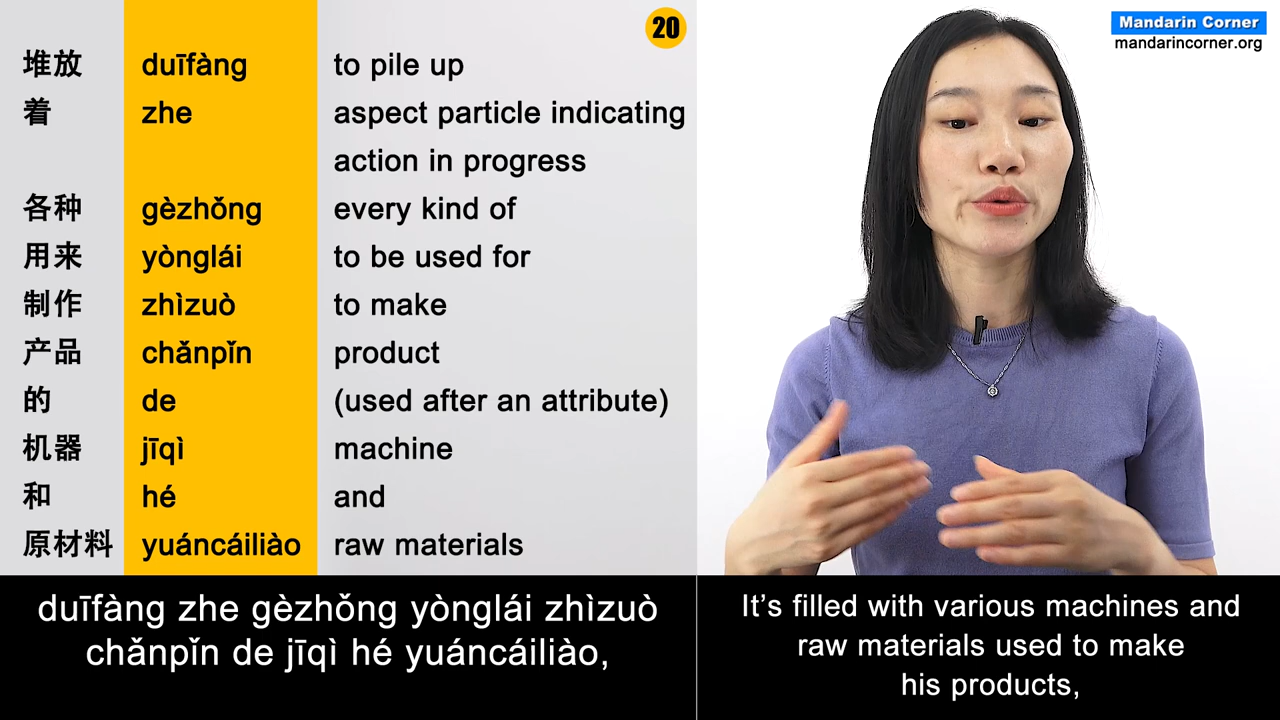 20
堆放 duīfàng to pile up
着 zhe aspect particle indicating
action in progress
各种 gèzhǒng every kind of
用来 yònglái to be used for
制作 zhìzuò to make
产品 chǎnpǐn product
的 de (used after an attribute)
机器 jīqì machine
和 hé and
原材料 yuáncáiliào raw materials
duīfàng zhe gèzhǒng yònglái zhìzuò
chǎnpǐn de jīqì hé yuáncáiliào,
Mandarin Corner
mandarincorner.org
It’s filled with various machines and
raw materials used to make
his products,